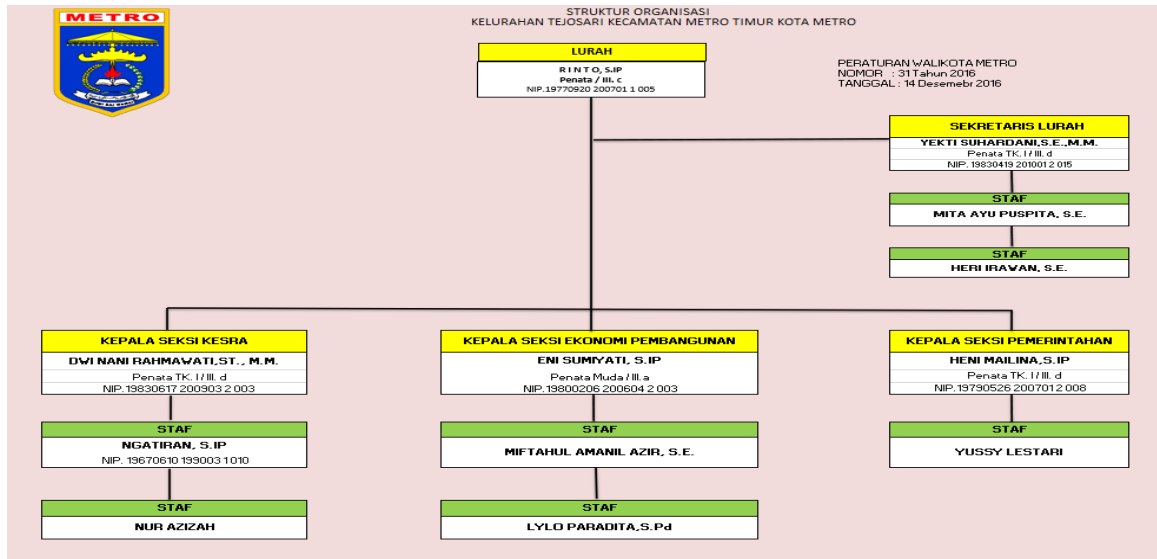 METRO
STRUKTUR ORGANISASI
KELURAHAN TEJOSARI KECAMATAN METRO TIMUR KOTA METRO
LURAH
R I N T O, S.IP
Penata / III. c
NIP.19770920 200701 1 005
PERATURAN WALIKOTA METRO
NOMOR : 31 Tahun 2016
TANGGAL : 14 Desemebr 2016
SEKRETARIS LURAH
YEKTI SUHARDANI,S.E.,M.M.
Penata TK. I / III. d
NIP. 19830419 201001 2 015
STAF
MITA AYU PUSPITA, S.E.
STAF
HERI IRAWAN, S.E.
KEPALA SEKSI KESRA
DWI NANI RAHMAWATI,ST., M.M.
Penata TK. I / III. d
NIP.19830617 200903 2 003
STAF
NGATIRAN, S.IP
NIP. 19670610 199003 1 010
STAF
NUR AZIZAH
KEPALA SEKSI EKONOMI PEMBANGUNAN
ENI SUMIYATI, S.IP
Penata Muda / III.a
NIP.19800206 200604 2 003
STAF
MIFTAHUL AMANIL AZIR, S.E.
STAF
LYLO PARADITA,S.Pd
KEPALA SEKSI PEMERINTAHAN
HENI MAILINA,S.IP
Penata TK. I / III. d
NIP.19790526 200701 2 008
STAF
YUSSY LESTARI